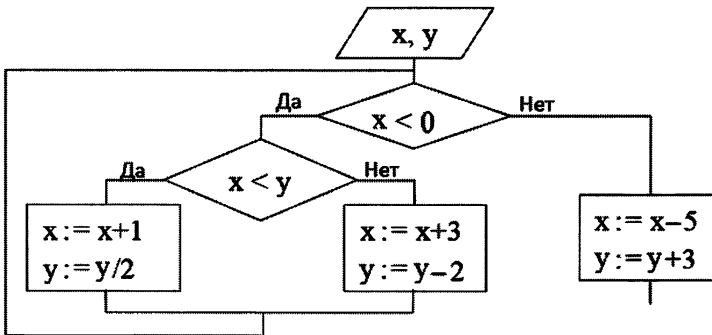 x, y
Да
x < 0
Нет
Да
x < y
Нет
x := x+1
y := y/2
x := x+3
y := y−2
x := x−5
y := y+3